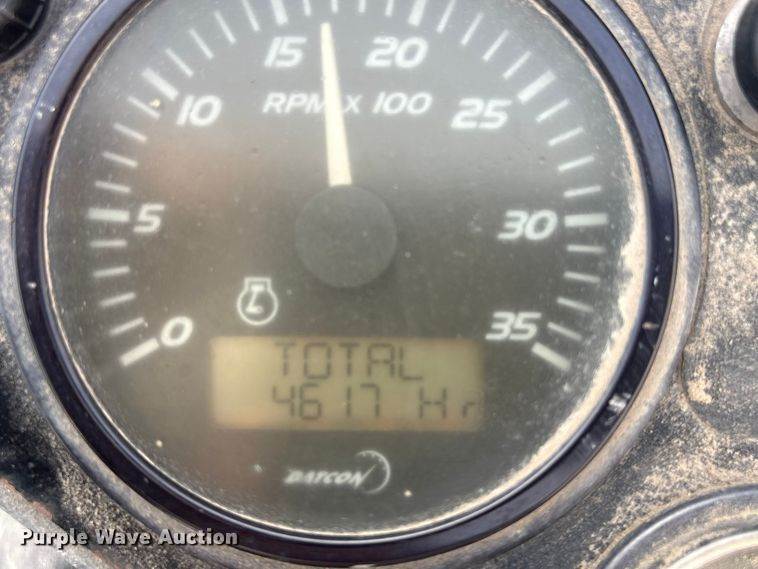 15 20
RPM X 100
10 25
5 30
0 35
TOTAL
4617 Hr
DATCON
Purple Wave Auction